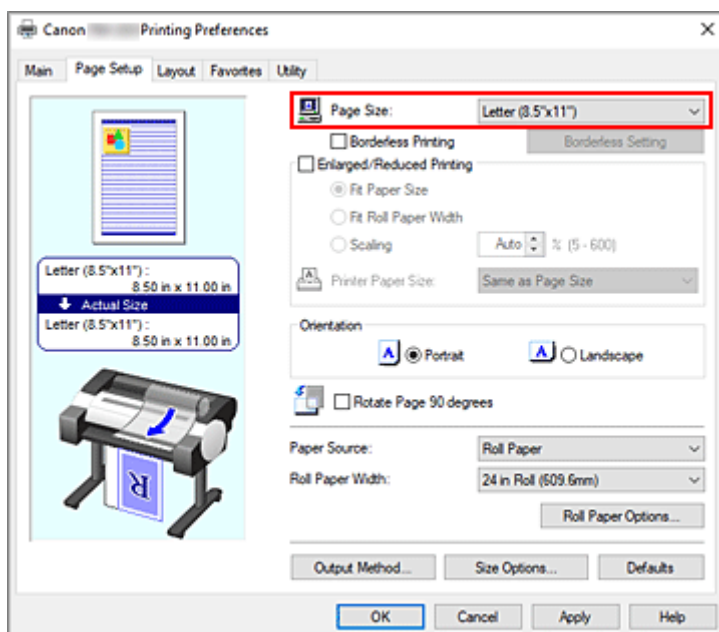 Canon Printing Preferences
Main Page Setup Layout Favorites Utility
Page Size: Letter (8.5"x11")
Borderless Printing Borderless Setting
Enlarged/Reduced Printing
Fit Paper Size
Fit Roll Paper Width
Scaling Auto % (5 - 600)
Printer Paper Size: Same as Page Size
Letter (8.5"x11") :
8.50 in x 11.00 in
Actual Size
Letter (8.5"x11") :
8.50 in x 11.00 in
Orientation
A Portrait A Landscape
Rotate Page 90 degrees
R
Paper Source: Roll Paper
Roll Paper Width: 24 in Roll (609.6mm)
Roll Paper Options...
Output Method... Size Options... Defaults
OK Cancel Apply Help